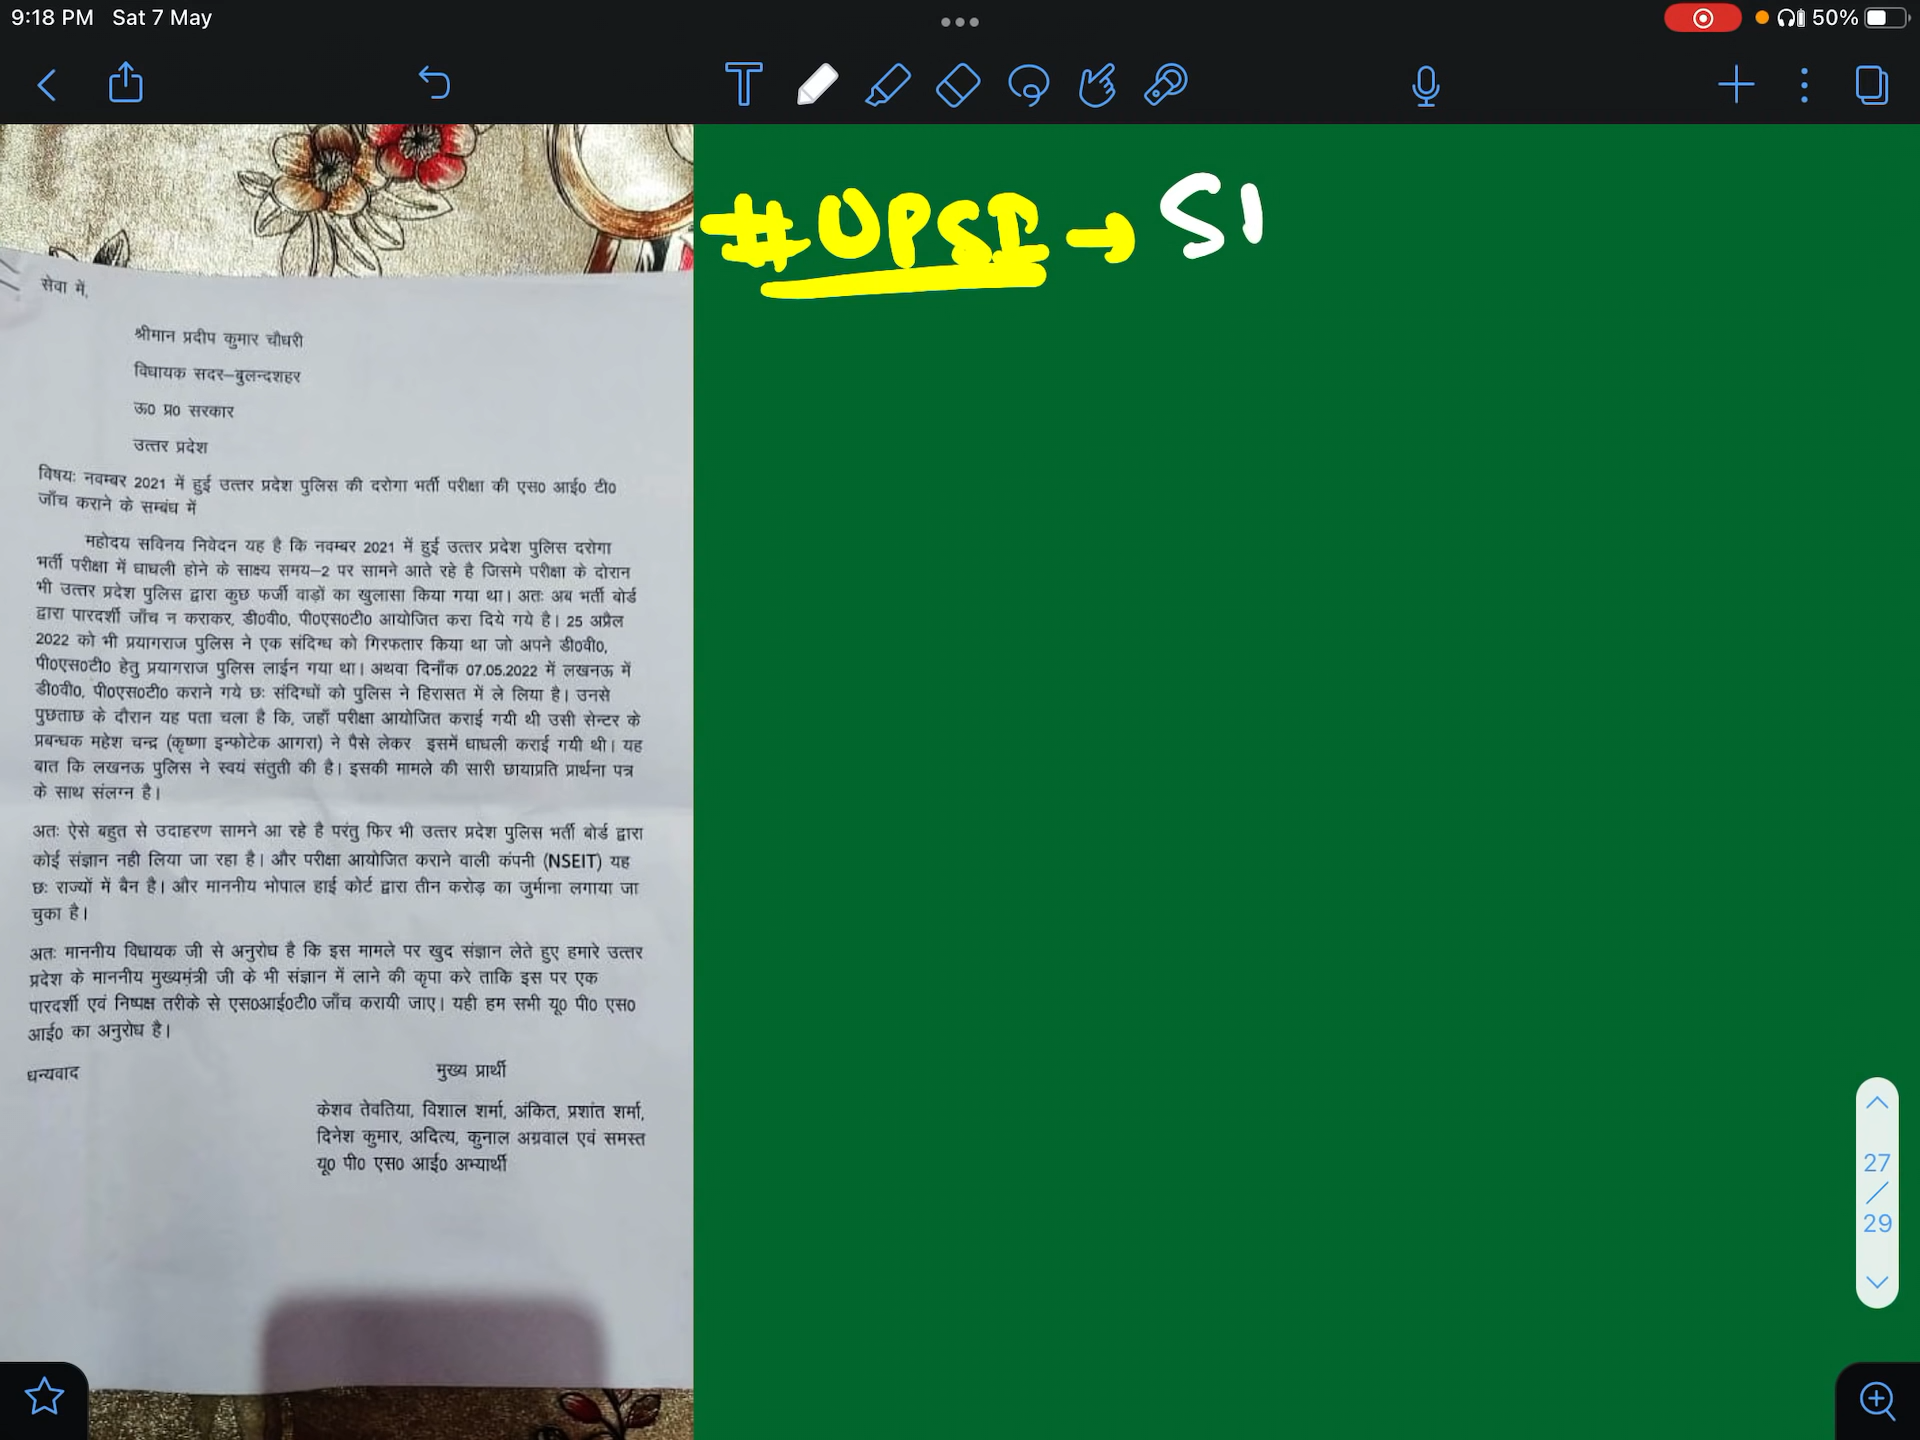 9:18 PM Sat 7 May
50%
#UPSI → SI
सेवा में,
श्रीमान प्रदीप कुमार चौधरी
विधायक सदर–बुलन्दशहर
ऊ0 प्र0 सरकार
उत्तर प्रदेश
विषयः नवम्बर 2021 में हुई उत्तर प्रदेश पुलिस की दरोगा भर्ती परीक्षा की एस0 आई0 टी0
जाँच कराने के सम्बंध में
महोदय सविनय निवेदन यह है कि नवम्बर 2021 में हुई उत्तर प्रदेश पुलिस दरोगा
भर्ती परीक्षा में धाधली होने के साक्ष्य समय–2 पर सामने आते रहे है जिसमे परीक्षा के दोरान
भी उत्तर प्रदेश पुलिस द्वारा कुछ फर्जी वाड़ों का खुलासा किया गया था। अतः अब भर्ती बोर्ड
द्वारा पारदर्शी जाँच न कराकर, डी0वी0, पी0एस0टी0 आयोजित करा दिये गये है। 25 अप्रैल
2022 को भी प्रयागराज पुलिस ने एक संदिग्ध को गिरफतार किया था जो अपने डी0वी0,
पी0एस0टी0 हेतु प्रयागराज पुलिस लाईन गया था। अथवा दिनाँक 07.05.2022 में लखनऊ में
डी0वी0, पी0एस0टी0 कराने गये छः संदिग्धों को पुलिस ने हिरासत में ले लिया है। उनसे
पुछताछ के दौरान यह पता चला है कि, जहाँ परीक्षा आयोजित कराई गयी थी उसी सेन्टर के
प्रबन्धक महेश चन्द्र (कृष्णा इन्फोटेक आगरा) ने पैसे लेकर इसमें धाधली कराई गयी थी। यह
बात कि लखनऊ पुलिस ने स्वयं संतुती की है। इसकी मामले की सारी छायाप्रति प्रार्थना पत्र
के साथ संलग्न है।
अतः ऐसे बहुत से उदाहरण सामने आ रहे है परंतु फिर भी उत्तर प्रदेश पुलिस भर्ती बोर्ड द्वारा
कोई संज्ञान नही लिया जा रहा है। और परीक्षा आयोजित कराने वाली कंपनी (NSEIT) यह
छः राज्यों में बैन है। और माननीय भोपाल हाई कोर्ट द्वारा तीन करोड़ का जुर्माना लगाया जा
चुका है।
अतः माननीय विधायक जी से अनुरोध है कि इस मामले पर खुद संज्ञान लेते हुए हमारे उत्तर
प्रदेश के माननीय मुख्यमंत्री जी के भी संज्ञान में लाने की कृपा करे ताकि इस पर एक
पारदर्शी एवं निष्पक्ष तरीके से एस0आई0टी0 जाँच करायी जाए। यही हम सभी यू0 पी0 एस0
आई0 का अनुरोध है।
धन्यवाद
मुख्य प्रार्थी
केशव तेवतिया, विशाल शर्मा, अंकित, प्रशांत शर्मा,
दिनेश कुमार, अदित्य, कुनाल अग्रवाल एवं समस्त
यू0 पी0 एस0 आई0 अभ्यार्थी
27
/
29